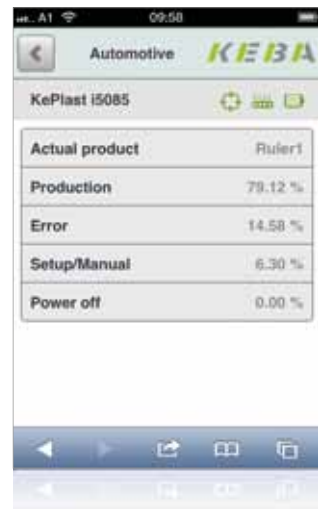 A1 09:58
Automotive KEBA
KePlast i5085
Actual product Ruler1
Production 79.12 %
Error 14.58 %
Setup/Manual 6.30 %
Power off 0.00 %